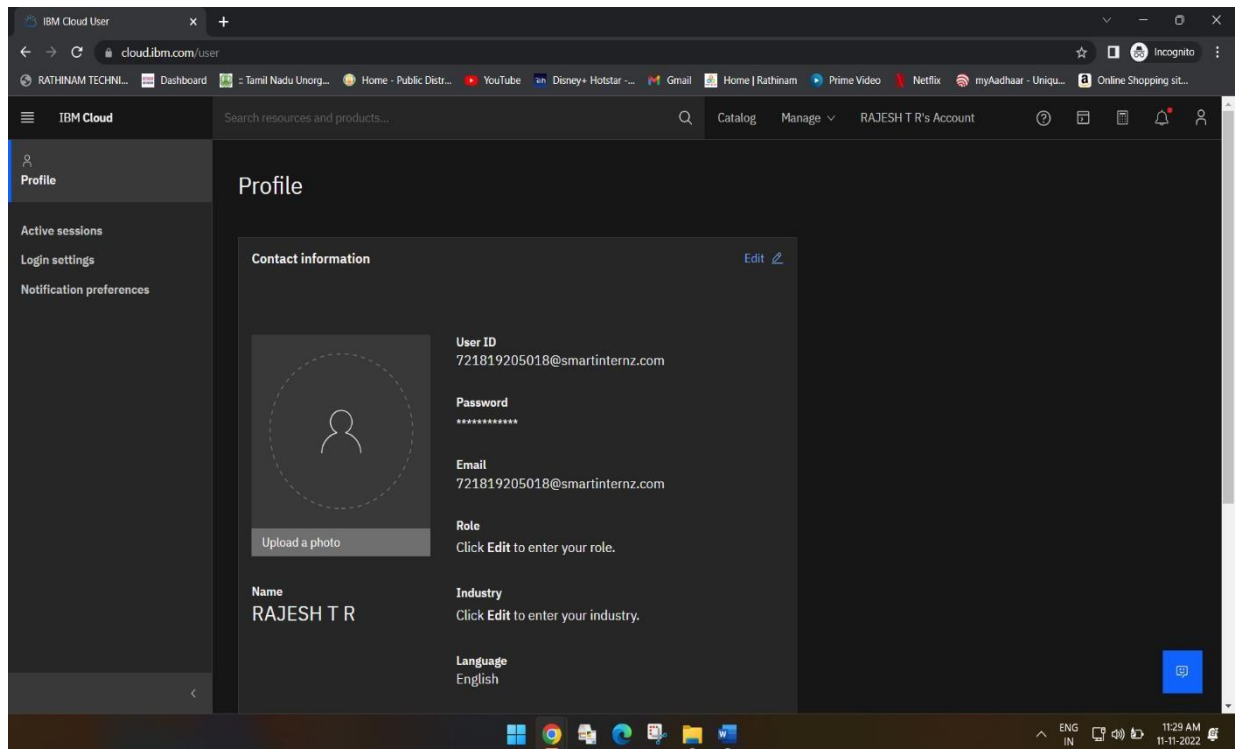 IBM Cloud User
cloud.ibm.com/user
Incognito
RATHINAM TECHNI... Dashboard :: Tamil Nadu Unorg... Home - Public Distr... YouTube Disney+ Hotstar -... Gmail Home | Rathinam Prime Video Netflix myAadhaar - Uniqu... Online Shopping sit...
IBM Cloud Search resources and products... Catalog Manage RAJESH T R's Account
Profile
Active sessions
Login settings
Notification preferences
Profile
Contact information Edit
Upload a photo
Name
RAJESH T R
User ID
721819205018@smartinternz.com
Password
************
Email
721819205018@smartinternz.com
Role
Click Edit to enter your role.
Industry
Click Edit to enter your industry.
Language
English
ENG
IN
11:29 AM
11-11-2022